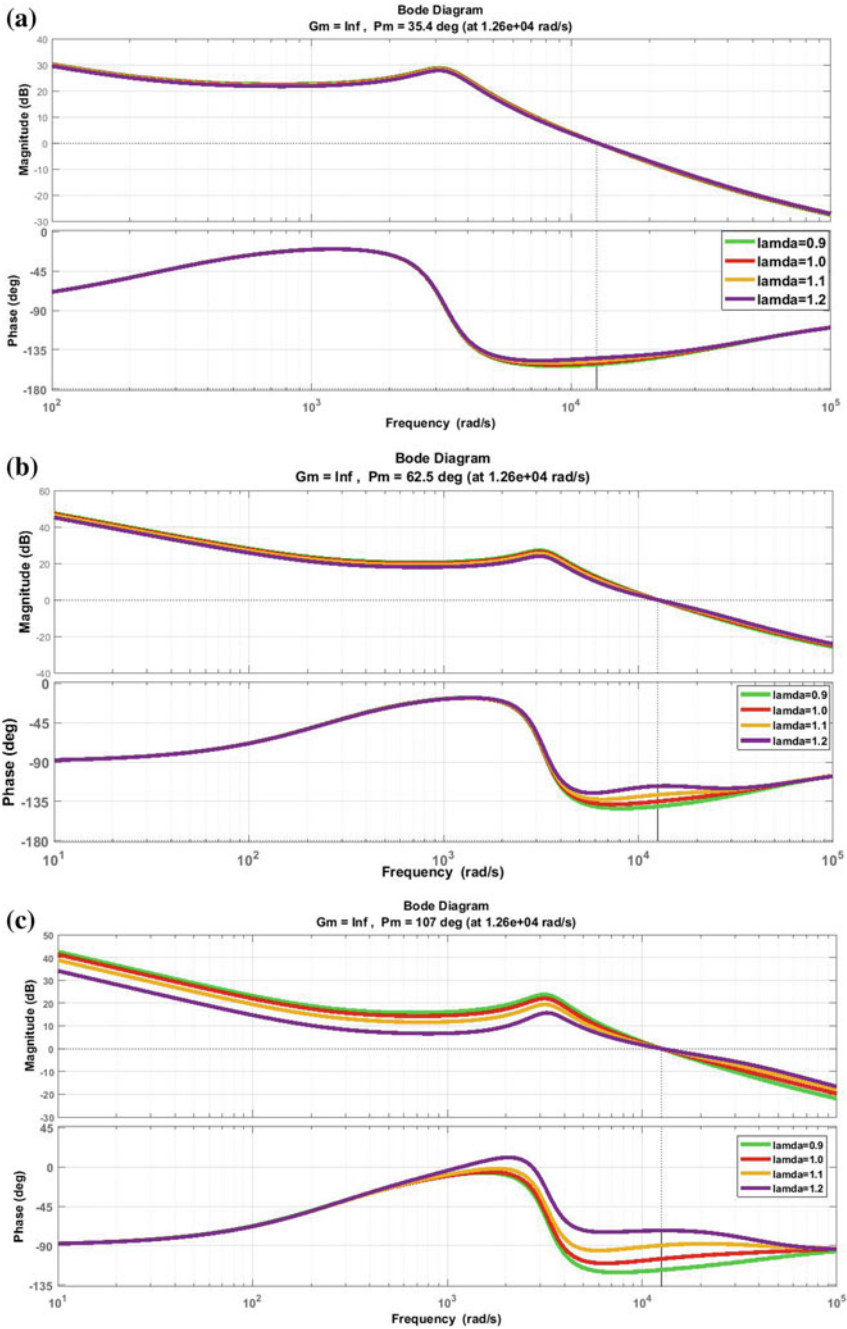 (a)
Bode Diagram
Gm = Inf , Pm = 35.4 deg (at 1.26e+04 rad/s)
40
30
20
10
0
-10
-20
-30
Magnitude (dB)
0
-45
-90
-135
-180
Phase (deg)
lamda=0.9
lamda=1.0
lamda=1.1
lamda=1.2
10^2
10^3
10^4
10^5
Frequency (rad/s)
(b)
Bode Diagram
Gm = Inf , Pm = 62.5 deg (at 1.26e+04 rad/s)
60
40
20
0
-20
-40
Magnitude (dB)
0
-45
-90
-135
-180
Phase (deg)
lamda=0.9
lamda=1.0
lamda=1.1
lamda=1.2
10^1
10^2
10^3
10^4
10^5
Frequency (rad/s)
(c)
Bode Diagram
Gm = Inf , Pm = 107 deg (at 1.26e+04 rad/s)
50
40
30
20
10
0
-10
-20
-30
Magnitude (dB)
45
0
-45
-90
-135
Phase (deg)
lamda=0.9
lamda=1.0
lamda=1.1
lamda=1.2
10^1
10^2
10^3
10^4
10^5
Frequency (rad/s)